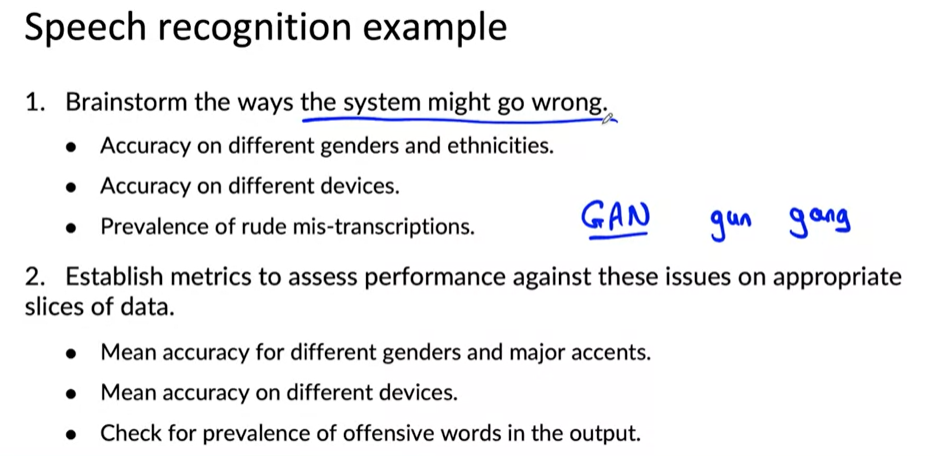 Speech recognition example
1. Brainstorm the ways the system might go wrong.
• Accuracy on different genders and ethnicities.
• Accuracy on different devices.
• Prevalence of rude mis-transcriptions.
GAN gun gang
2. Establish metrics to assess performance against these issues on appropriate
slices of data.
• Mean accuracy for different genders and major accents.
• Mean accuracy on different devices.
• Check for prevalence of offensive words in the output.